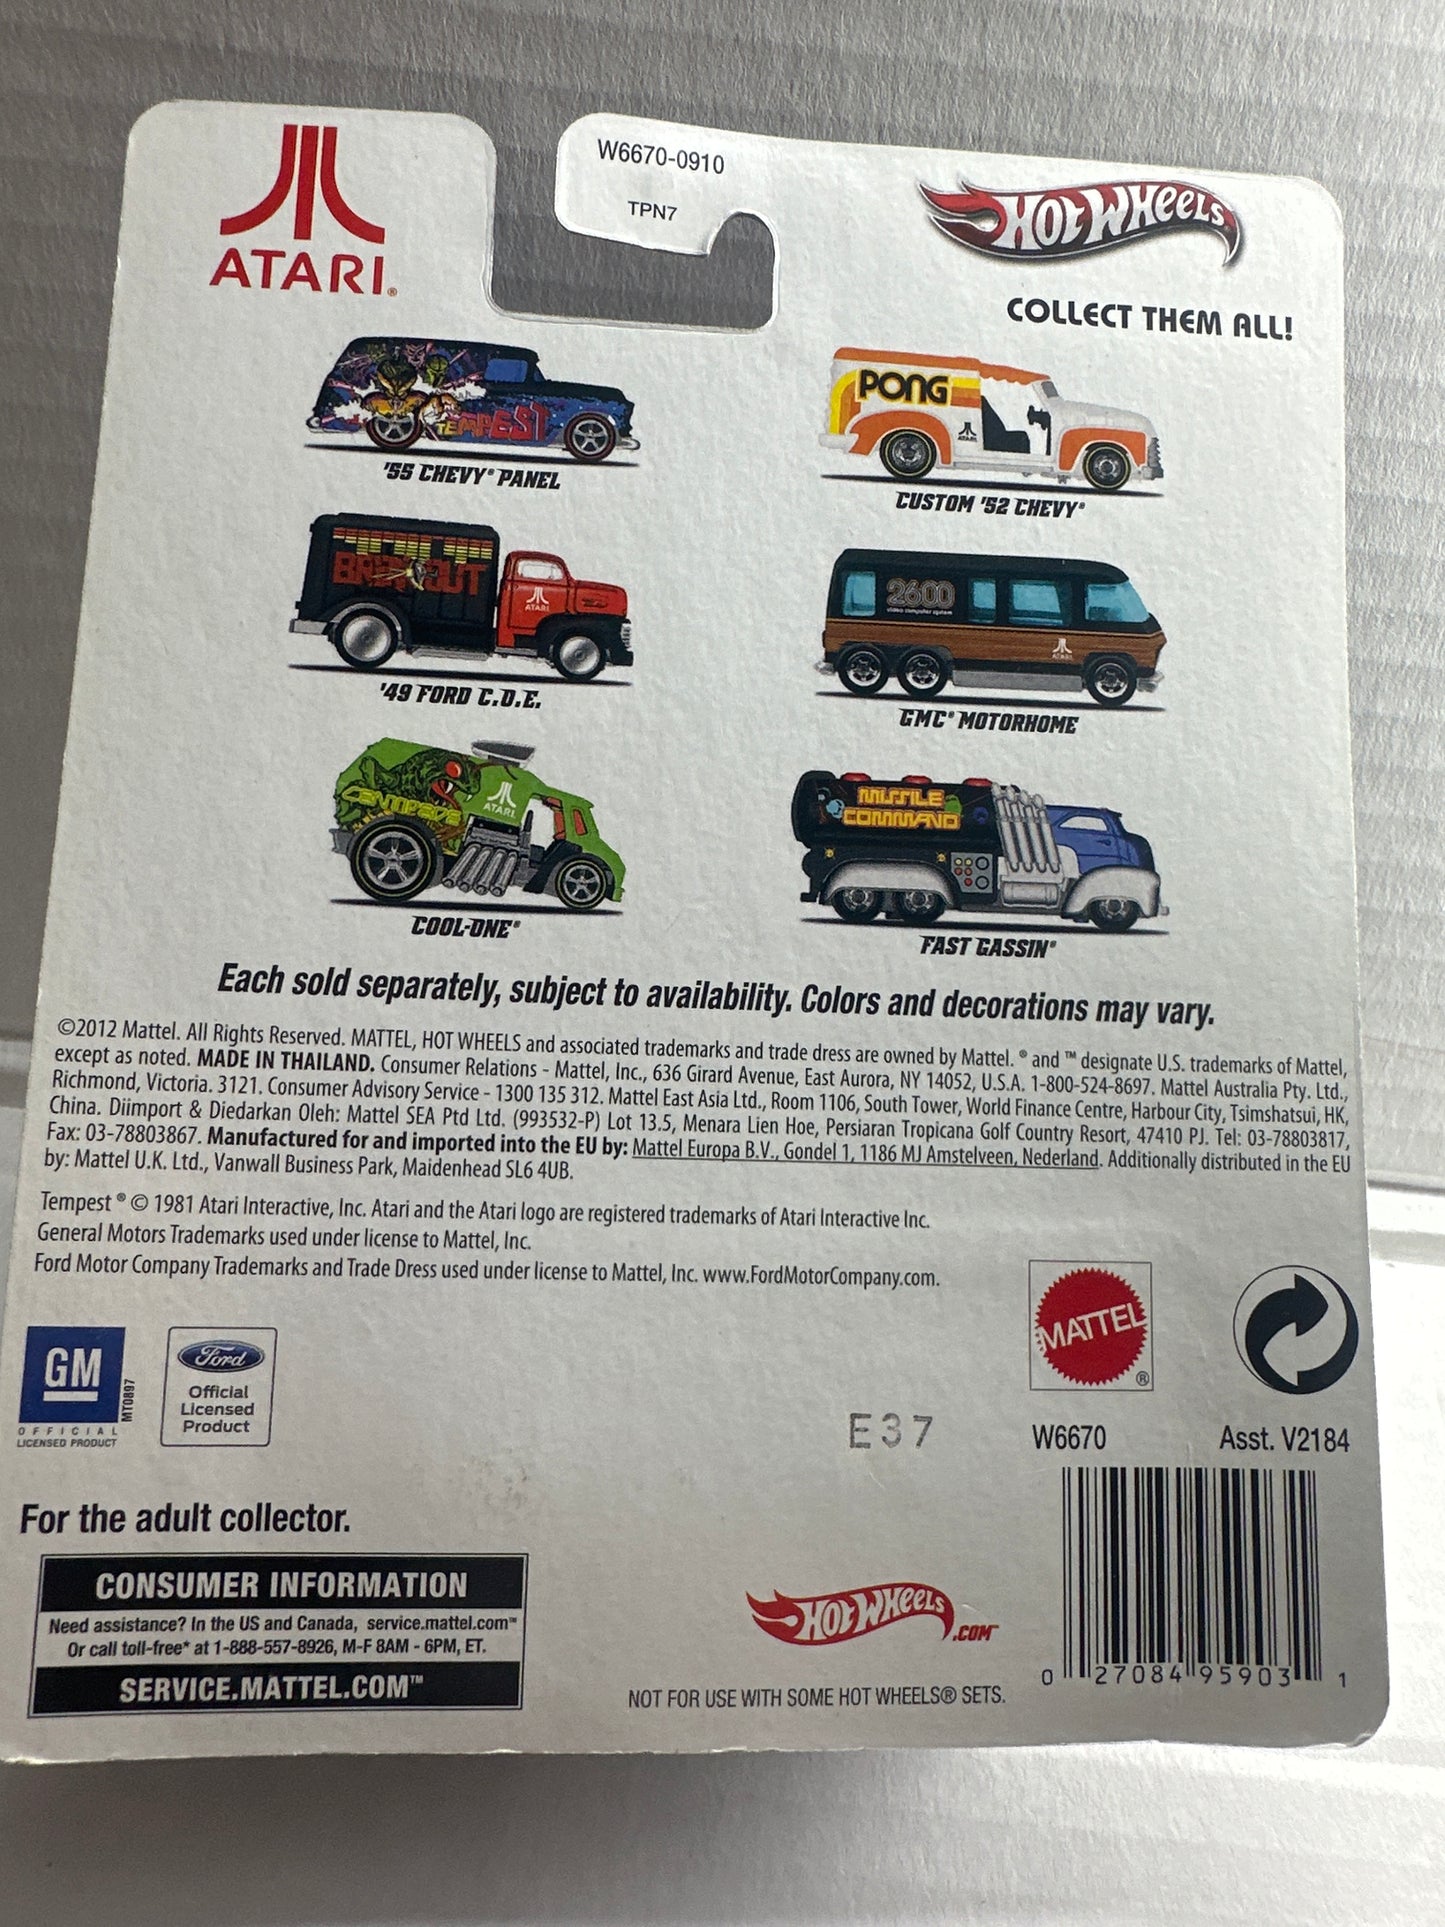 W6670-0910
TPN7
ATARI®
HOT WHEELS
COLLECT THEM ALL!
TEMPEST
PONG
ATARI
'55 CHEVY® PANEL
CUSTOM '52 CHEVY®
BREAKOUT
ATARI
2600
video computer system
ATARI
'49 FORD C.O.E.
GMC® MOTORHOME
CENTIPEDE
ATARI
MISSILE
COMMAND
COOL-ONE®
FAST GASSIN®
Each sold separately, subject to availability. Colors and decorations may vary.
©2012 Mattel. All Rights Reserved. MATTEL, HOT WHEELS and associated trademarks and trade dress are owned by Mattel. ® and ™ designate U.S. trademarks of Mattel,
except as noted. MADE IN THAILAND. Consumer Relations - Mattel, Inc., 636 Girard Avenue, East Aurora, NY 14052, U.S.A. 1-800-524-8697. Mattel Australia Pty. Ltd.,
Richmond, Victoria. 3121. Consumer Advisory Service - 1300 135 312. Mattel East Asia Ltd., Room 1106, South Tower, World Finance Centre, Harbour City, Tsimshatsui, HK,
China. Diimport & Diedarkan Oleh: Mattel SEA Ptd Ltd. (993532-P) Lot 13.5, Menara Lien Hoe, Persiaran Tropicana Golf Country Resort, 47410 PJ. Tel: 03-78803817,
Fax: 03-78803867. Manufactured for and imported into the EU by: Mattel Europa B.V., Gondel 1, 1186 MJ Amstelveen, Nederland. Additionally distributed in the EU
by: Mattel U.K. Ltd., Vanwall Business Park, Maidenhead SL6 4UB.
Tempest ® © 1981 Atari Interactive, Inc. Atari and the Atari logo are registered trademarks of Atari Interactive Inc.
General Motors Trademarks used under license to Mattel, Inc.
Ford Motor Company Trademarks and Trade Dress used under license to Mattel, Inc. www.FordMotorCompany.com.
GM
MT0897
OFFICIAL
LICENSED PRODUCT
Ford
Official
Licensed
Product
MATTEL
®
E37
W6670
Asst. V2184
For the adult collector.
CONSUMER INFORMATION
Need assistance? In the US and Canada, service.mattel.com™
Or call toll-free* at 1-888-557-8926, M-F 8AM - 6PM, ET.
SERVICE.MATTEL.COM™
HOT WHEELS.COM™
NOT FOR USE WITH SOME HOT WHEELS® SETS.
0 27084 95903 1